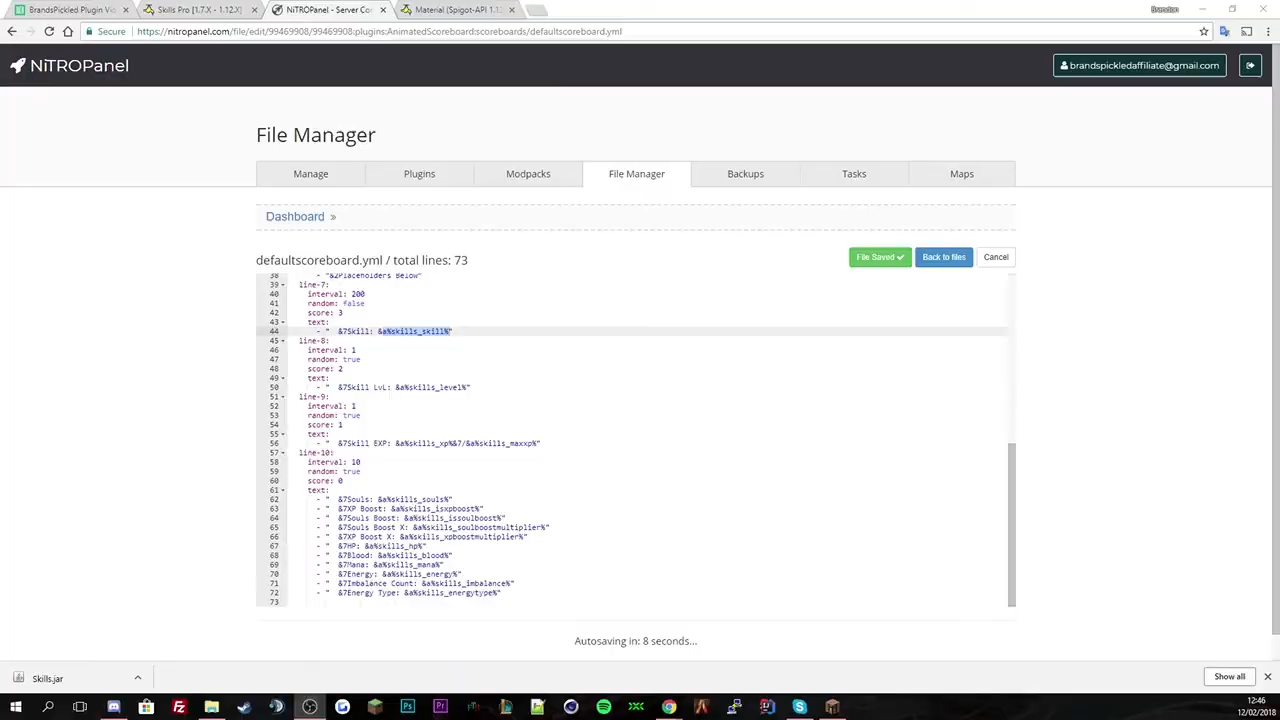 BrandsPickled Plugin Vi
Skills Pro [1.7.X - 1.12.X]
NiTROPanel - Server Co
Material (Spigot-API 1.12
Brandon
Secure
https://nitropanel.com/file/edit/99469908/99469908:plugins:AnimatedScoreboard:scoreboards/defaultscoreboard.yml
NiTROPanel
brandspickledaffiliate@gmail.com
File Manager
Manage
Plugins
Modpacks
File Manager
Backups
Tasks
Maps
Dashboard »
defaultscoreboard.yml / total lines: 73
File Saved ✓
Back to files
Cancel
38 - "&2Placeholders Below"
39 line-7:
40 interval: 200
41 random: false
42 score: 3
43 text:
44 - "  &7Skill: &a%skills_skill%"
45 line-8:
46 interval: 1
47 random: true
48 score: 2
49 text:
50 - "  &7Skill LvL: &a%skills_level%"
51 line-9:
52 interval: 1
53 random: true
54 score: 1
55 text:
56 - "  &7Skill EXP: &a%skills_xp%&7/&a%skills_maxxp%"
57 line-10:
58 interval: 10
59 random: true
60 score: 0
61 text:
62 - "  &7Souls: &a%skills_souls%"
63 - "  &7XP Boost: &a%skills_isxpboost%"
64 - "  &7Souls Boost: &a%skills_issoulboost%"
65 - "  &7Souls Boost X: &a%skills_soulboostmultiplier%"
66 - "  &7XP Boost X: &a%skills_xpboostmultiplier%"
67 - "  &7HP: &a%skills_hp%"
68 - "  &7Blood: &a%skills_blood%"
69 - "  &7Mana: &a%skills_mana%"
70 - "  &7Energy: &a%skills_energy%"
71 - "  &7Imbalance Count: &a%skills_imbalance%"
72 - "  &7Energy Type: &a%skills_energytype%"
73
Autosaving in: 8 seconds...
Skills.jar
Show all
12:46
12/02/2018